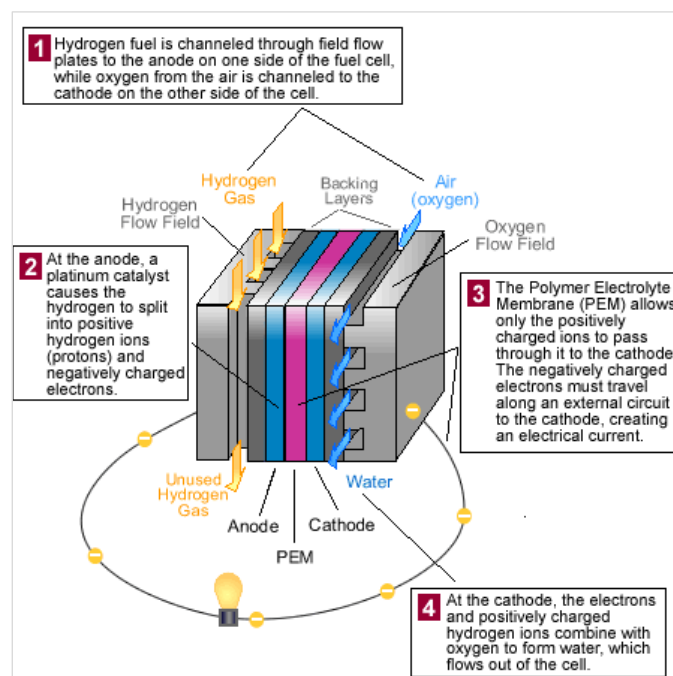 1 Hydrogen fuel is channeled through field flow
plates to the anode on one side of the fuel cell,
while oxygen from the air is channeled to the
cathode on the other side of the cell.
Hydrogen
Gas
Backing
Layers
Air
(oxygen)
Hydrogen
Flow Field
Oxygen
Flow Field
2 At the anode, a
platinum catalyst
causes the
hydrogen to split
into positive
hydrogen ions
(protons) and
negatively charged
electrons.
3 The Polymer Electrolyte
Membrane (PEM) allows
only the positively
charged ions to pass
through it to the cathode.
The negatively charged
electrons must travel
along an external circuit
to the cathode, creating
an electrical current.
Unused
Hydrogen
Gas
Water
Anode
Cathode
PEM
4 At the cathode, the electrons
and positively charged
hydrogen ions combine with
oxygen to form water, which
flows out of the cell.